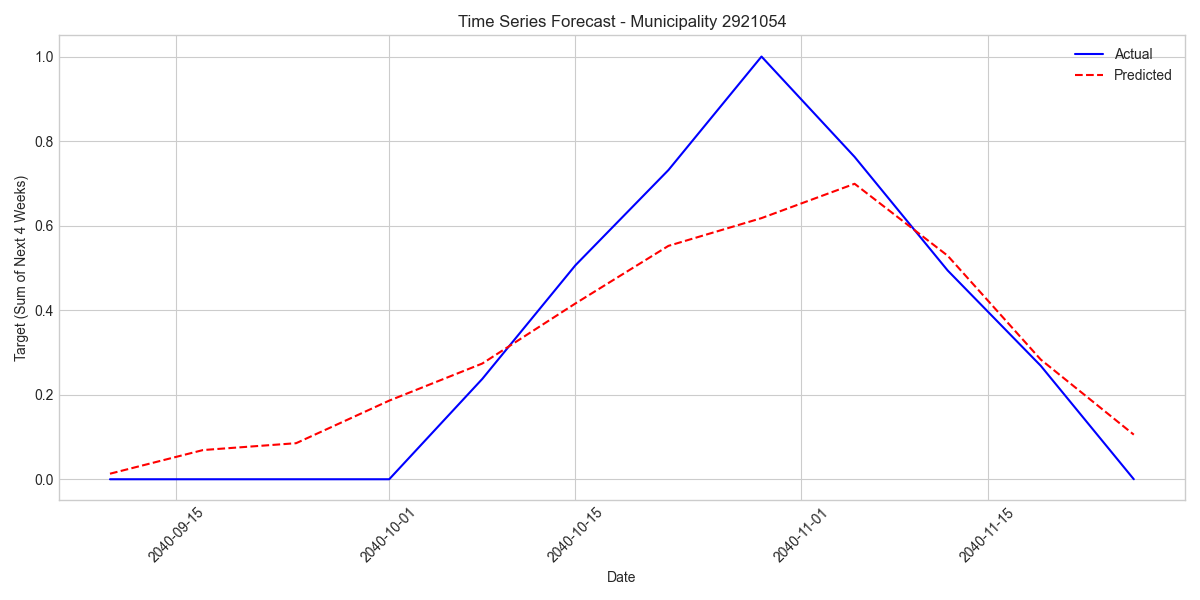 Time Series Forecast - Municipality 2921054
Actual
Predicted
Target (Sum of Next 4 Weeks)
1.0
0.8
0.6
0.4
0.2
0.0
2040-09-15
2040-10-01
2040-10-15
2040-11-01
2040-11-15
Date